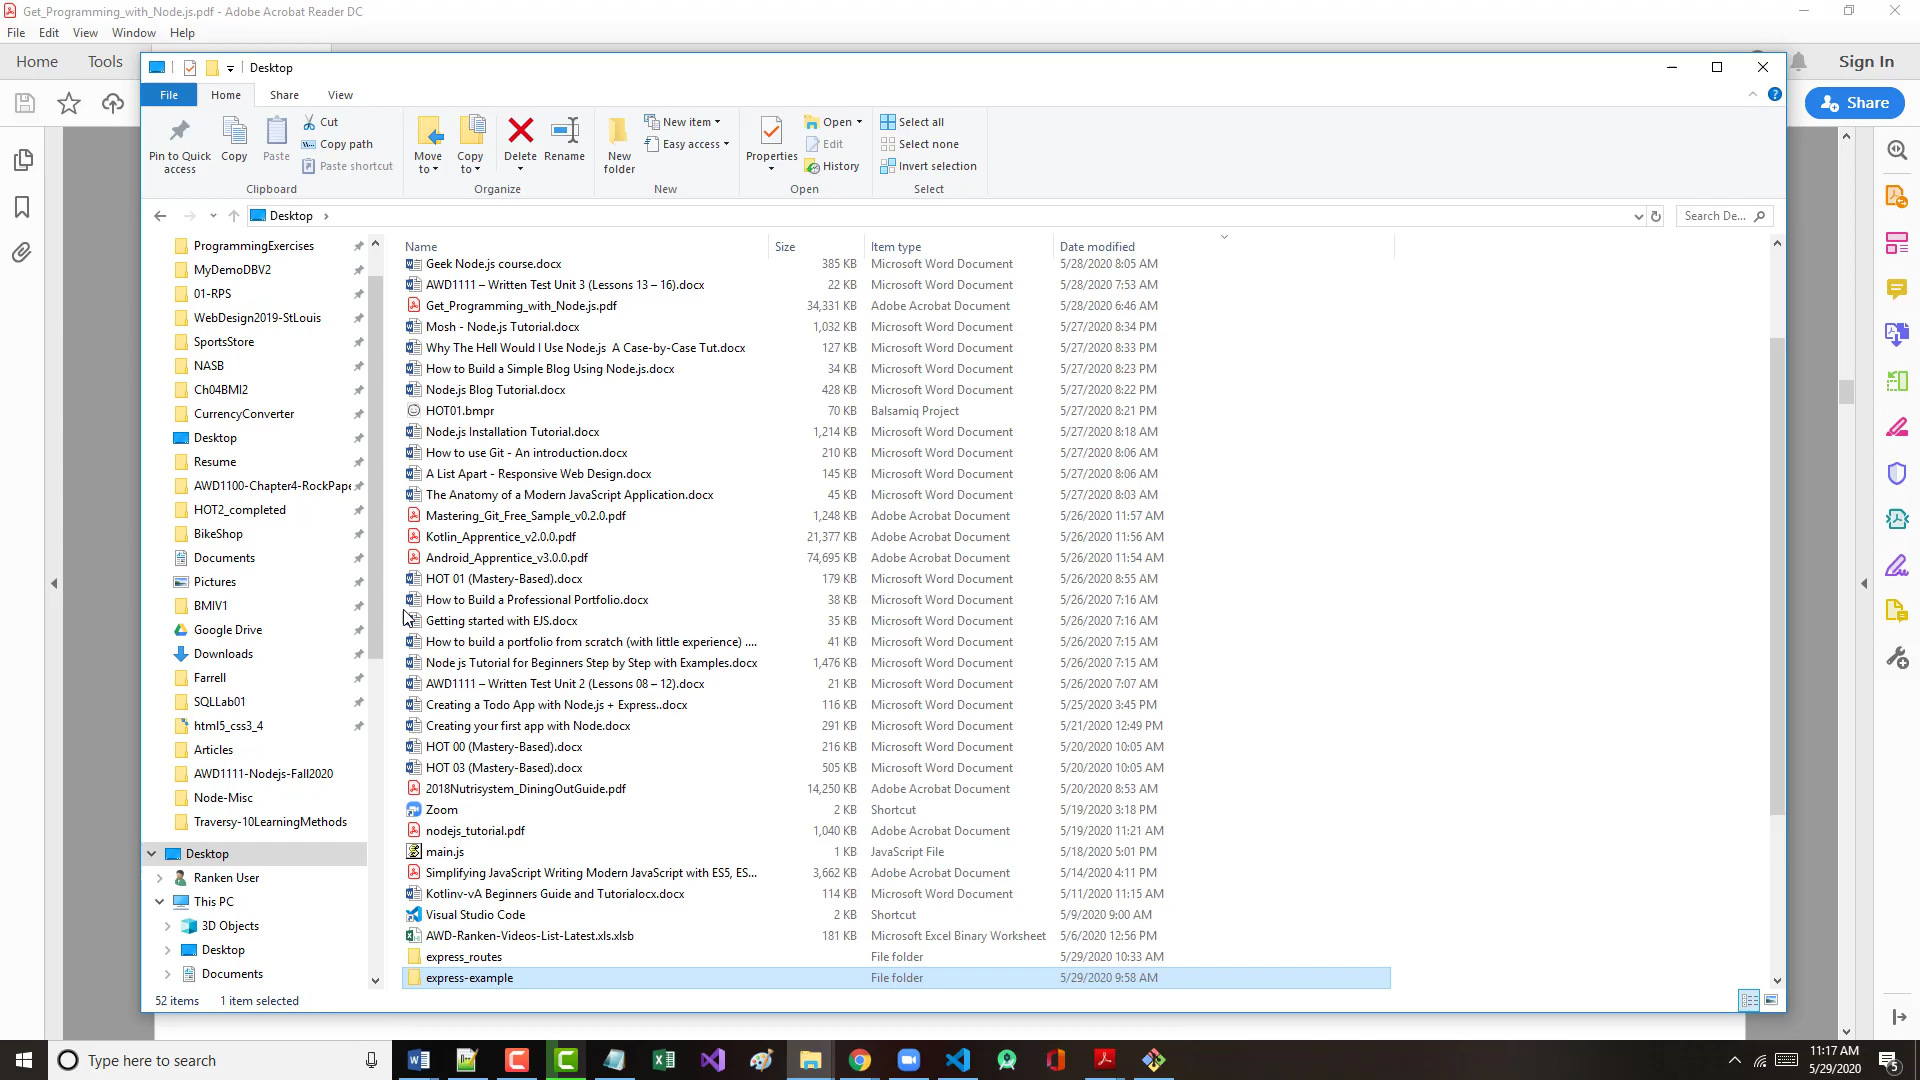 Get_Programming_with_Node.js.pdf - Adobe Acrobat Reader DC
File Edit View Window Help
Home Tools Sign In
Share
Desktop
File Home Share View
Pin to Quick access
Copy
Paste
Cut
Copy path
Paste shortcut
Clipboard
Move to
Copy to
Delete
Rename
Organize
New folder
New item
Easy access
New
Properties
Open
Edit
History
Open
Select all
Select none
Invert selection
Select
Desktop
Search De...
ProgrammingExercises
MyDemoDBV2
01-RPS
WebDesign2019-StLouis
SportsStore
NASB
Ch04BMI2
CurrencyConverter
Desktop
Resume
AWD1100-Chapter4-RockPape
HOT2_completed
BikeShop
Documents
Pictures
BMIV1
Google Drive
Downloads
Farrell
SQLLab01
html5_css3_4
Articles
AWD1111-Nodejs-Fall2020
Node-Misc
Traversy-10LearningMethods
Desktop
Ranken User
This PC
3D Objects
Desktop
Documents
Name Size Item type Date modified
Geek Node.js course.docx 385 KB Microsoft Word Document 5/28/2020 8:05 AM
AWD1111 – Written Test Unit 3 (Lessons 13 – 16).docx 22 KB Microsoft Word Document 5/28/2020 7:53 AM
Get_Programming_with_Node.js.pdf 34,331 KB Adobe Acrobat Document 5/28/2020 6:46 AM
Mosh - Node.js Tutorial.docx 1,032 KB Microsoft Word Document 5/27/2020 8:34 PM
Why The Hell Would I Use Node.js A Case-by-Case Tut.docx 127 KB Microsoft Word Document 5/27/2020 8:33 PM
How to Build a Simple Blog Using Node.js.docx 34 KB Microsoft Word Document 5/27/2020 8:23 PM
Node.js Blog Tutorial.docx 428 KB Microsoft Word Document 5/27/2020 8:22 PM
HOT01.bmpr 70 KB Balsamiq Project 5/27/2020 8:21 PM
Node.js Installation Tutorial.docx 1,214 KB Microsoft Word Document 5/27/2020 8:18 AM
How to use Git - An introduction.docx 210 KB Microsoft Word Document 5/27/2020 8:06 AM
A List Apart - Responsive Web Design.docx 145 KB Microsoft Word Document 5/27/2020 8:06 AM
The Anatomy of a Modern JavaScript Application.docx 45 KB Microsoft Word Document 5/27/2020 8:03 AM
Mastering_Git_Free_Sample_v0.2.0.pdf 1,248 KB Adobe Acrobat Document 5/26/2020 11:57 AM
Kotlin_Apprentice_v2.0.0.pdf 21,377 KB Adobe Acrobat Document 5/26/2020 11:56 AM
Android_Apprentice_v3.0.0.pdf 74,695 KB Adobe Acrobat Document 5/26/2020 11:54 AM
HOT 01 (Mastery-Based).docx 179 KB Microsoft Word Document 5/26/2020 8:55 AM
How to Build a Professional Portfolio.docx 38 KB Microsoft Word Document 5/26/2020 7:16 AM
Getting started with EJS.docx 35 KB Microsoft Word Document 5/26/2020 7:16 AM
How to build a portfolio from scratch (with little experience) .... 41 KB Microsoft Word Document 5/26/2020 7:15 AM
Node js Tutorial for Beginners Step by Step with Examples.docx 1,476 KB Microsoft Word Document 5/26/2020 7:15 AM
AWD1111 – Written Test Unit 2 (Lessons 08 – 12).docx 21 KB Microsoft Word Document 5/26/2020 7:07 AM
Creating a Todo App with Node.js + Express..docx 116 KB Microsoft Word Document 5/25/2020 3:45 PM
Creating your first app with Node.docx 291 KB Microsoft Word Document 5/21/2020 12:49 PM
HOT 00 (Mastery-Based).docx 216 KB Microsoft Word Document 5/20/2020 10:05 AM
HOT 03 (Mastery-Based).docx 505 KB Microsoft Word Document 5/20/2020 10:05 AM
2018Nutrisystem_DiningOutGuide.pdf 14,250 KB Adobe Acrobat Document 5/20/2020 8:53 AM
Zoom 2 KB Shortcut 5/19/2020 3:18 PM
nodejs_tutorial.pdf 1,040 KB Adobe Acrobat Document 5/19/2020 11:21 AM
main.js 1 KB JavaScript File 5/18/2020 5:01 PM
Simplifying JavaScript Writing Modern JavaScript with ES5, ES... 3,662 KB Adobe Acrobat Document 5/14/2020 4:11 PM
Kotlinv-vA Beginners Guide and Tutorialocx.docx 114 KB Microsoft Word Document 5/11/2020 11:15 AM
Visual Studio Code 2 KB Shortcut 5/9/2020 9:00 AM
AWD-Ranken-Videos-List-Latest.xls.xlsb 181 KB Microsoft Excel Binary Worksheet 5/6/2020 12:56 PM
express_routes File folder 5/29/2020 10:33 AM
express-example File folder 5/29/2020 9:58 AM
52 items 1 item selected
Type here to search
11:17 AM
5/29/2020
5